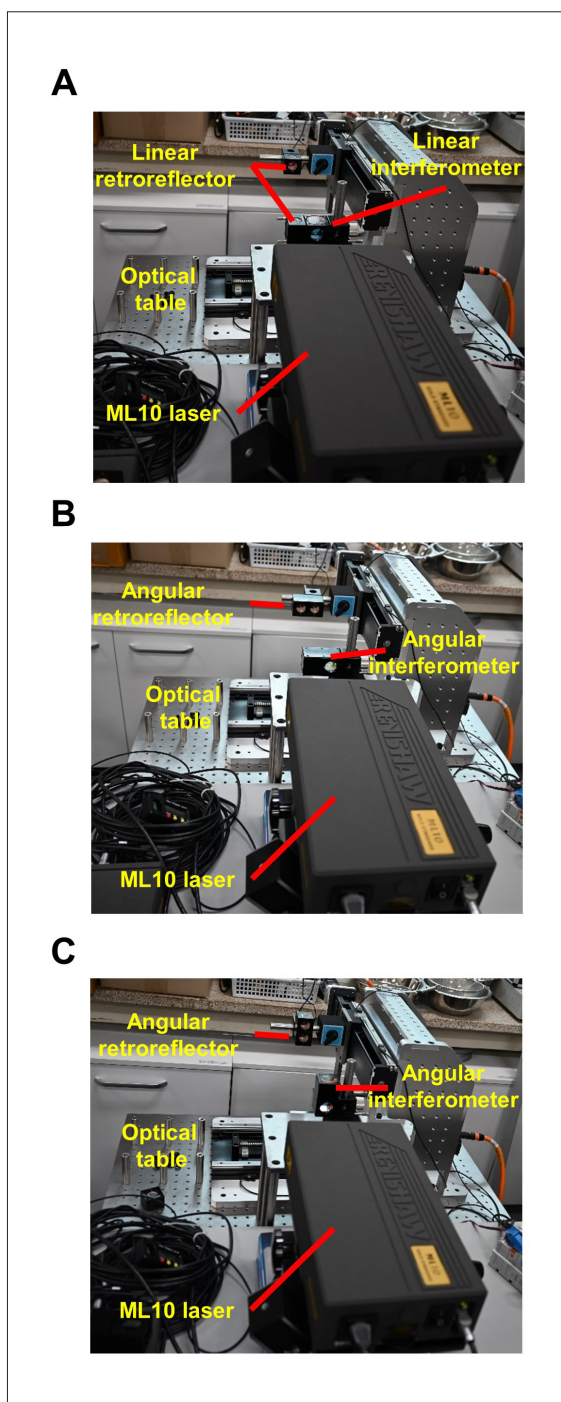 A
Linear
retroreflector
Linear
interferometer
Optical
table
RENISHAW
ML10
ML10 laser
B
Angular
retroreflector
Angular
interferometer
Optical
table
RENISHAW
ML10
ML10 laser
C
Angular
retroreflector
Angular
interferometer
Optical
table
RENISHAW
ML10
ML10 laser